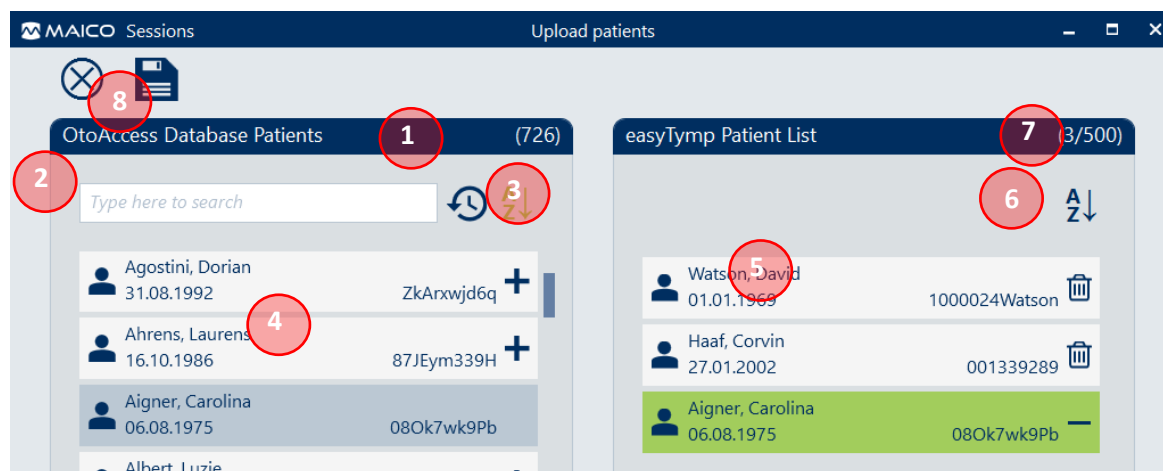 MAICO Sessions
Upload patients
8
OtoAccess Database Patients 1 (726)
easyTymp Patient List 7 (3/500)
2
Type here to search
3
AZ
6
AZ
Agostini, Dorian
31.08.1992 ZkArxwjd6q
4
Ahrens, Laurens
16.10.1986 87JEym339H
Aigner, Carolina
06.08.1975 08Ok7wk9Pb
Albert, Luzie
5
Watson, David
01.01.1969 1000024Watson
Haaf, Corvin
27.01.2002 001339289
Aigner, Carolina
06.08.1975 08Ok7wk9Pb